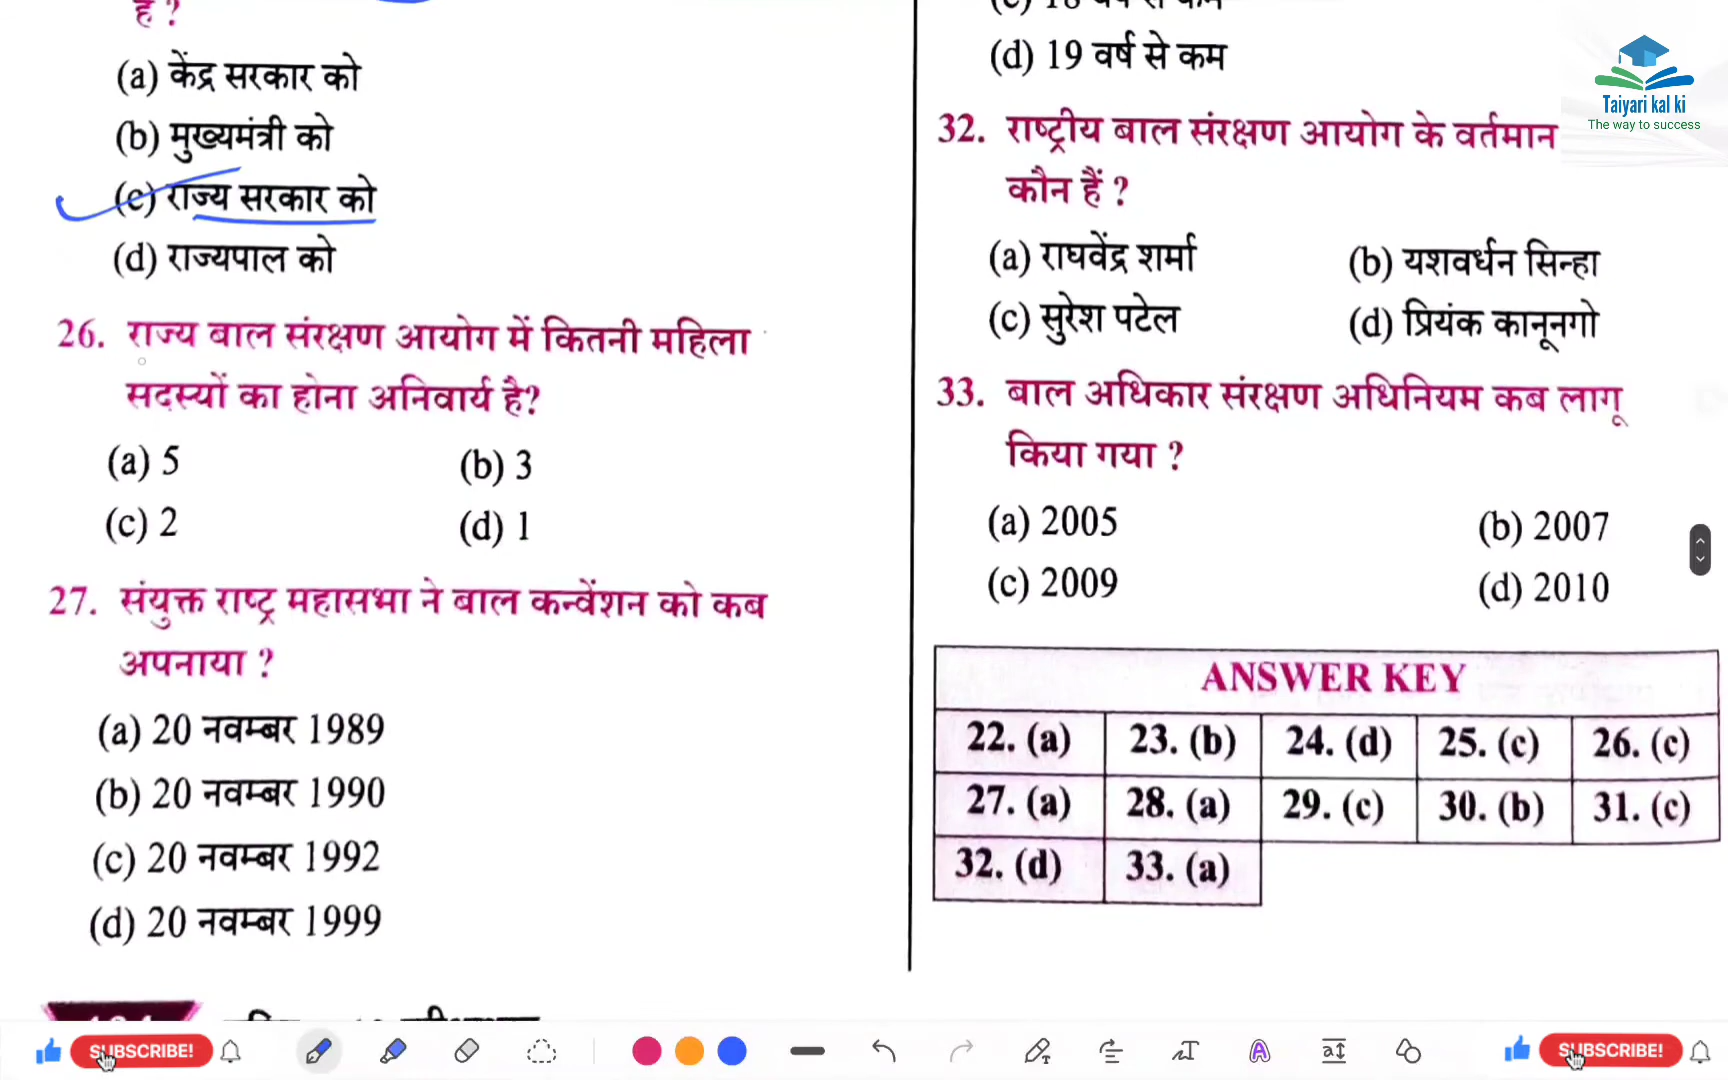 है ?
(a) केंद्र सरकार को
(b) मुख्यमंत्री को
(c) राज्य सरकार को
(d) राज्यपाल को
26. राज्य बाल संरक्षण आयोग में कितनी महिला
सदस्यों का होना अनिवार्य है?
(a) 5 (b) 3
(c) 2 (d) 1
27. संयुक्त राष्ट्र महासभा ने बाल कन्वेंशन को कब
अपनाया ?
(a) 20 नवम्बर 1989
(b) 20 नवम्बर 1990
(c) 20 नवम्बर 1992
(d) 20 नवम्बर 1999
(d) 19 वर्ष से कम
32. राष्ट्रीय बाल संरक्षण आयोग के वर्तमान
कौन हैं ?
(a) राघवेंद्र शर्मा (b) यशवर्धन सिन्हा
(c) सुरेश पटेल (d) प्रियंक कानूनगो
33. बाल अधिकार संरक्षण अधिनियम कब लागू
किया गया ?
(a) 2005 (b) 2007
(c) 2009 (d) 2010
ANSWER KEY
22. (a) 23. (b) 24. (d) 25. (c) 26. (c)
27. (a) 28. (a) 29. (c) 30. (b) 31. (c)
32. (d) 33. (a)
Taiyari kal ki
The way to success
SUBSCRIBE!
SUBSCRIBE!